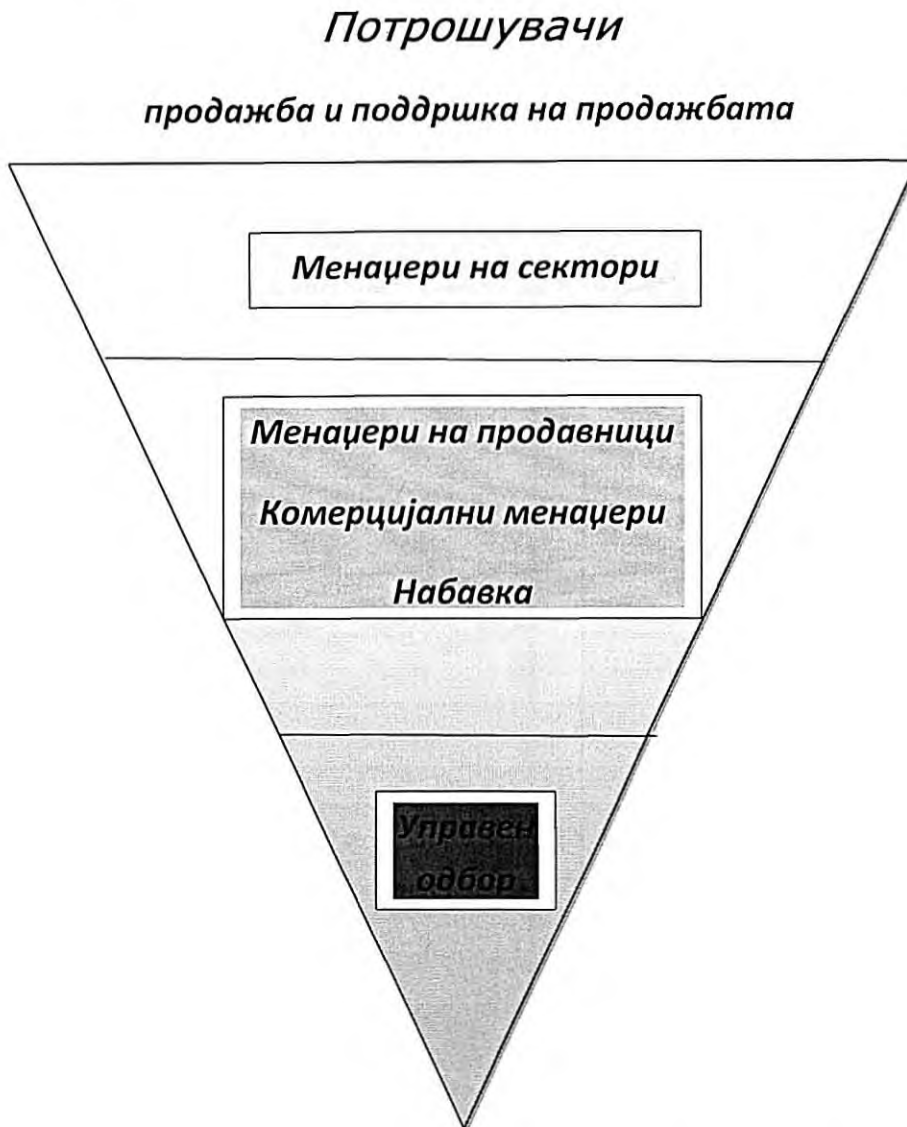 Потрошувачи
продажба и поддршка на продажбата
Менаџери на сектори
Менаџери на продавници
Комерцијални менаџери
Набавка
Управен
одбор